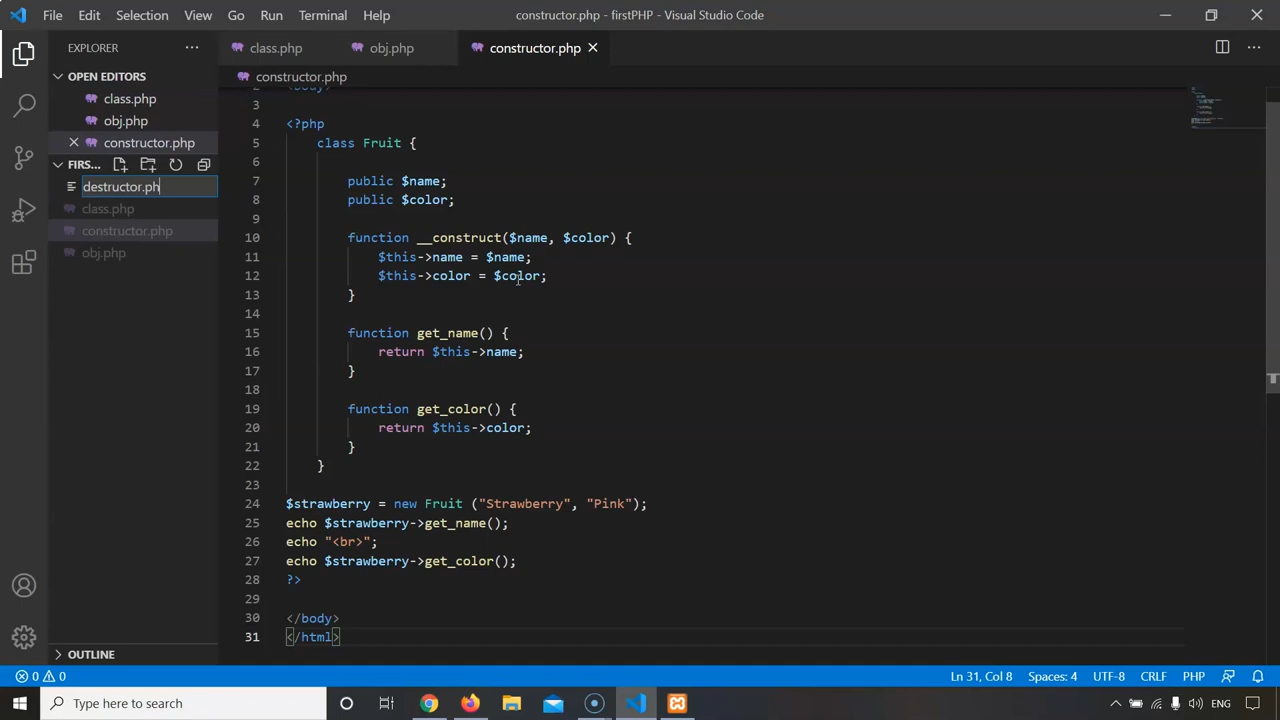 File Edit Selection View Go Run Terminal Help constructor.php - firstPHP - Visual Studio Code
EXPLORER
OPEN EDITORS
class.php
obj.php
constructor.php
FIRS...
destructor.ph
class.php
constructor.php
obj.php
OUTLINE
class.php obj.php constructor.php
constructor.php
2 <body>
3
4 <?php
5 class Fruit {
6
7 public $name;
8 public $color;
9
10 function __construct($name, $color) {
11 $this->name = $name;
12 $this->color = $color;
13 }
14
15 function get_name() {
16 return $this->name;
17 }
18
19 function get_color() {
20 return $this->color;
21 }
22 }
23
24 $strawberry = new Fruit ("Strawberry", "Pink");
25 echo $strawberry->get_name();
26 echo "<br>";
27 echo $strawberry->get_color();
28 ?>
29
30 </body>
31 </html>
0 0 Ln 31, Col 8 Spaces: 4 UTF-8 CRLF PHP
Type here to search ENG